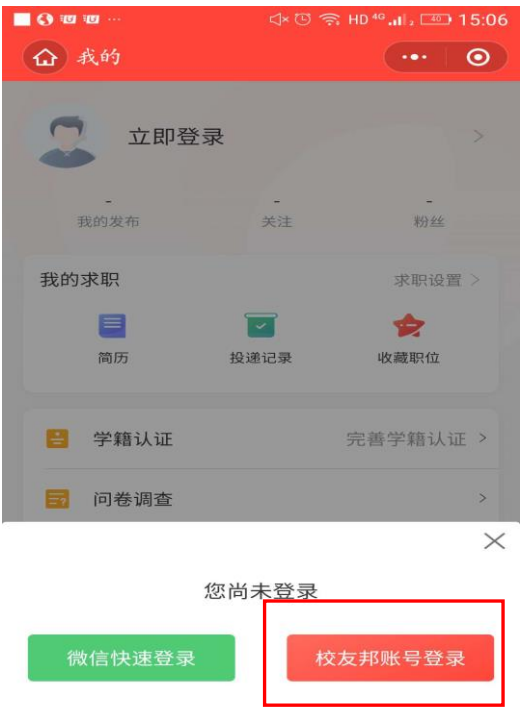 HD 4G 2 40 15:06
我的
立即登录
- - -
我的发布 关注 粉丝
我的求职 求职设置
简历 投递记录 收藏职位
学籍认证 完善学籍认证
问卷调查
您尚未登录
微信快速登录 校友邦账号登录